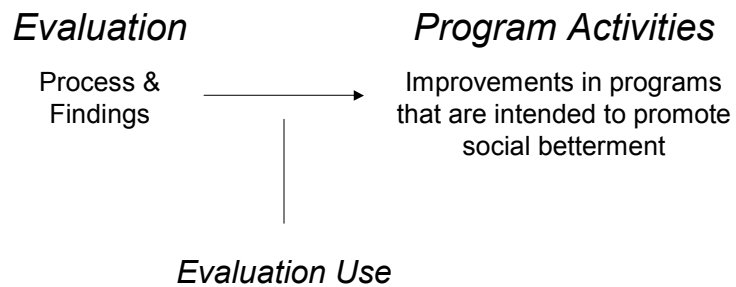 Evaluation
Program Activities
Process &
Findings
Improvements in programs
that are intended to promote
social betterment
Evaluation Use